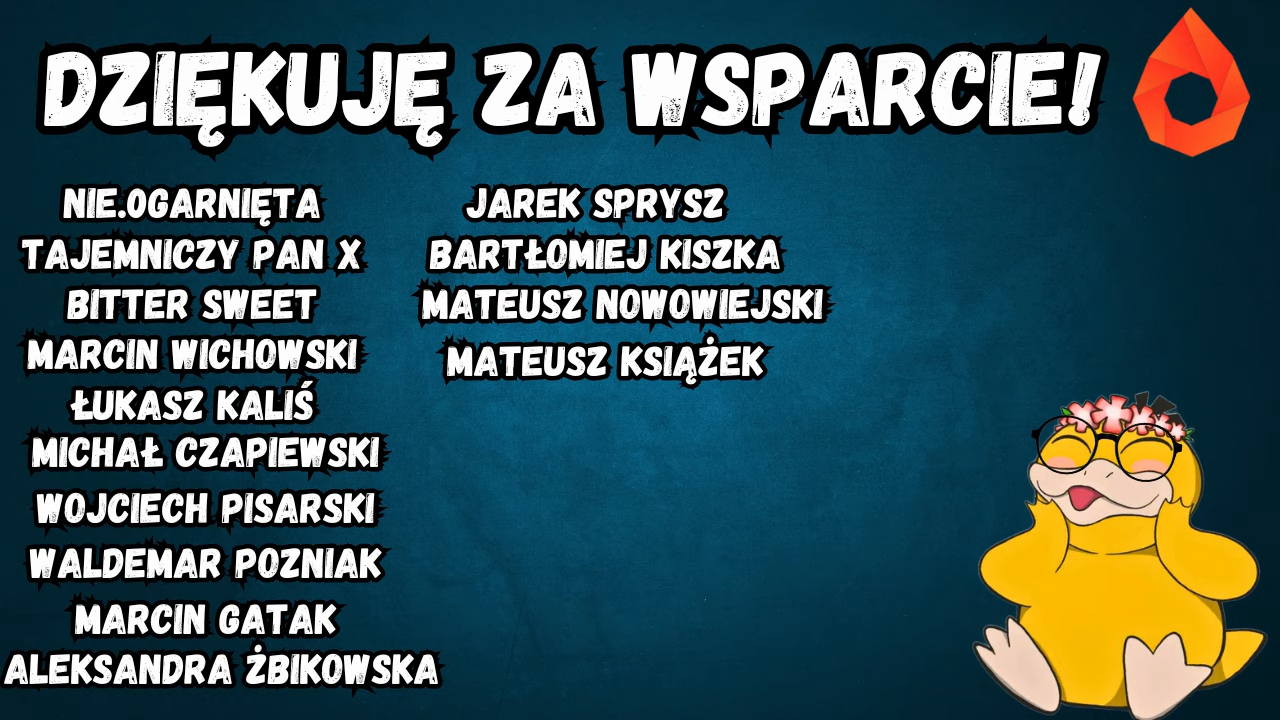 DZIĘKUJĘ ZA WSPARCIE!
NIE.OGARNIĘTA
TAJEMNICZY PAN X
BITTER SWEET
MARCIN WICHOWSKI
ŁUKASZ KALIŚ
MICHAŁ CZAPIEWSKI
WOJCIECH PISARSKI
WALDEMAR POZNIAK
MARCIN GATAK
ALEKSANDRA ŻBIKOWSKA
JAREK SPRYSZ
BARTŁOMIEJ KISZKA
MATEUSZ NOWOWIEJSKI
MATEUSZ KSIĄŻEK